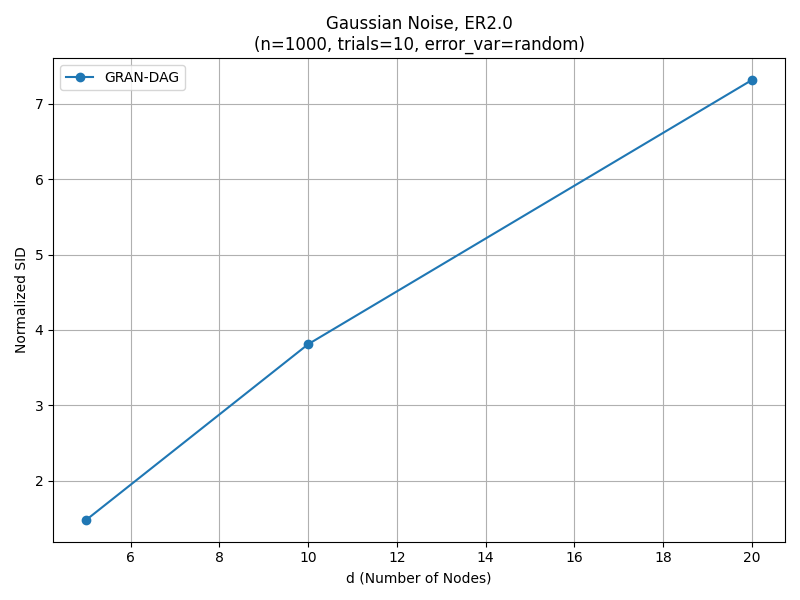 Gaussian Noise, ER2.0
(n=1000, trials=10, error_var=random)
GRAN-DAG
7
6
5
4
3
2
Normalized SID
6 8 10 12 14 16 18 20
d (Number of Nodes)